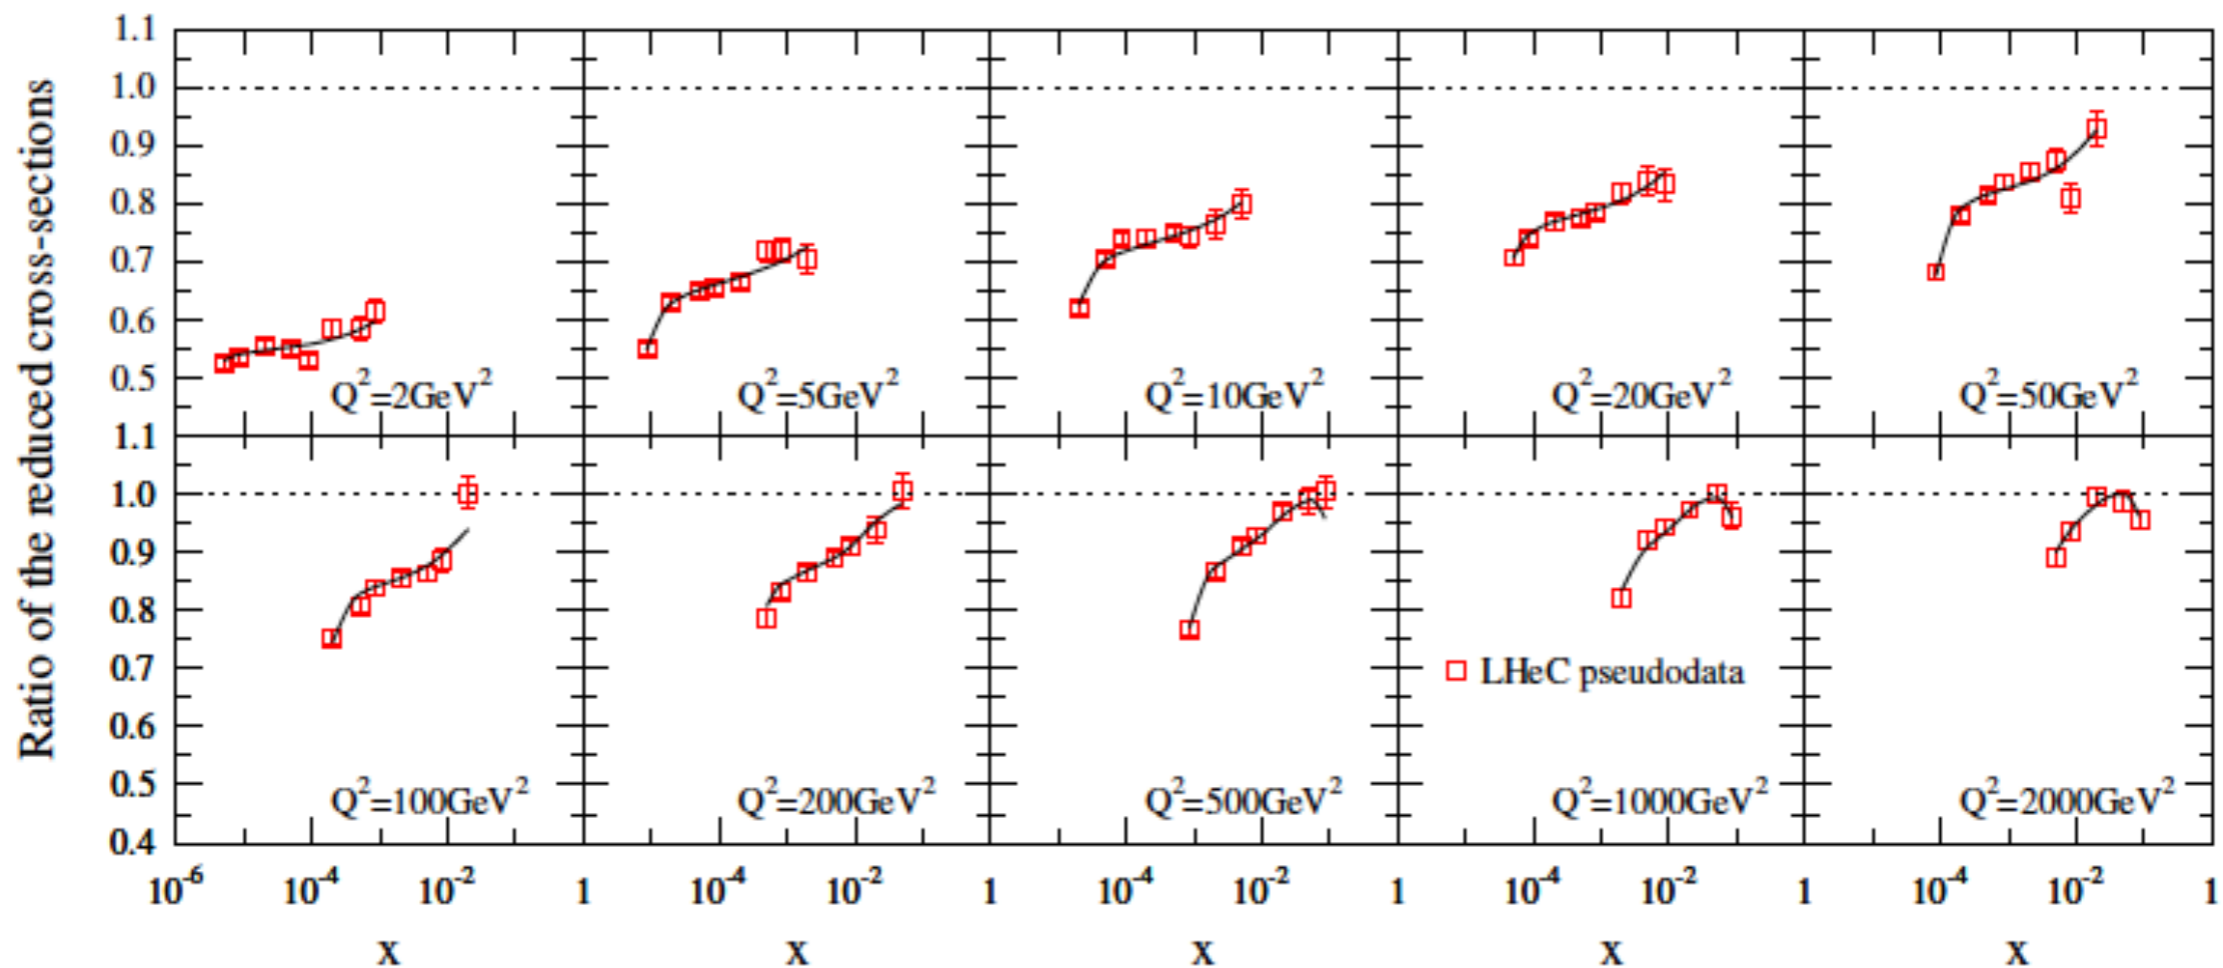 Ratio of the reduced cross-sections
1.1
1.0
0.9
0.8
0.7
0.6
0.5
Q²=2GeV² Q²=5GeV² Q²=10GeV² Q²=20GeV² Q²=50GeV²
1.1
1.0
0.9
0.8
0.7
LHeC pseudodata
0.6
0.5
Q²=100GeV² Q²=200GeV² Q²=500GeV² Q²=1000GeV² Q²=2000GeV²
0.4
10⁻⁶ 10⁻⁴ 10⁻² 1 10⁻⁴ 10⁻² 1 10⁻⁴ 10⁻² 1 10⁻⁴ 10⁻² 1 10⁻⁴ 10⁻² 1
x x x x x